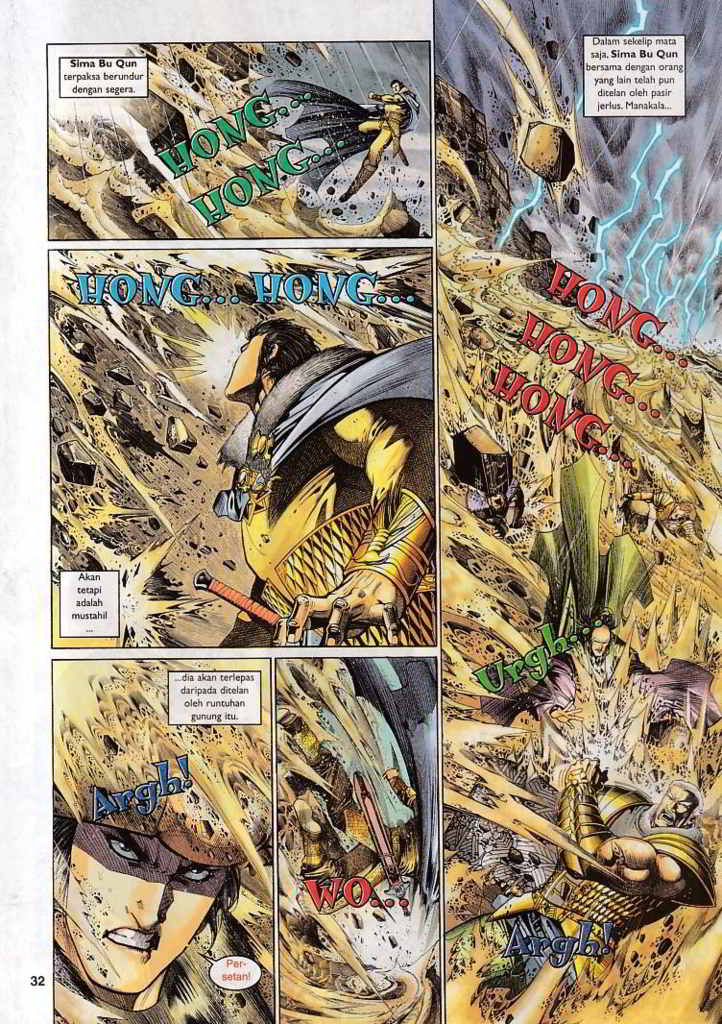 Sima Bu Qun
terpaksa berundur
dengan segera.
HONG...
HONG...
HONG... HONG...
Akan
tetapi
adalah
mustahil
...
...dia akan terlepas
daripada ditelan
oleh runtuhan
gunung itu.
Argh!
Per-
setan!
WO...
Dalam sekelip mata
saja, Sima Bu Qun
bersama dengan orang
yang lain telah pun
ditelan oleh pasir
jerlus. Manakala...
HONG...
HONG...
HONG...
Urgh...
Argh!
32